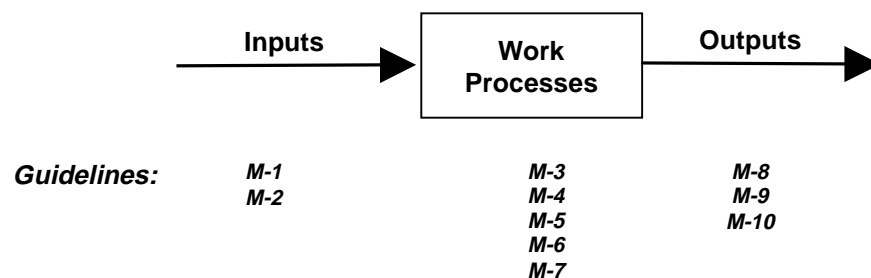 Inputs
Work
Processes
Outputs
Guidelines:
M-1
M-2
M-3
M-4
M-5
M-6
M-7
M-8
M-9
M-10